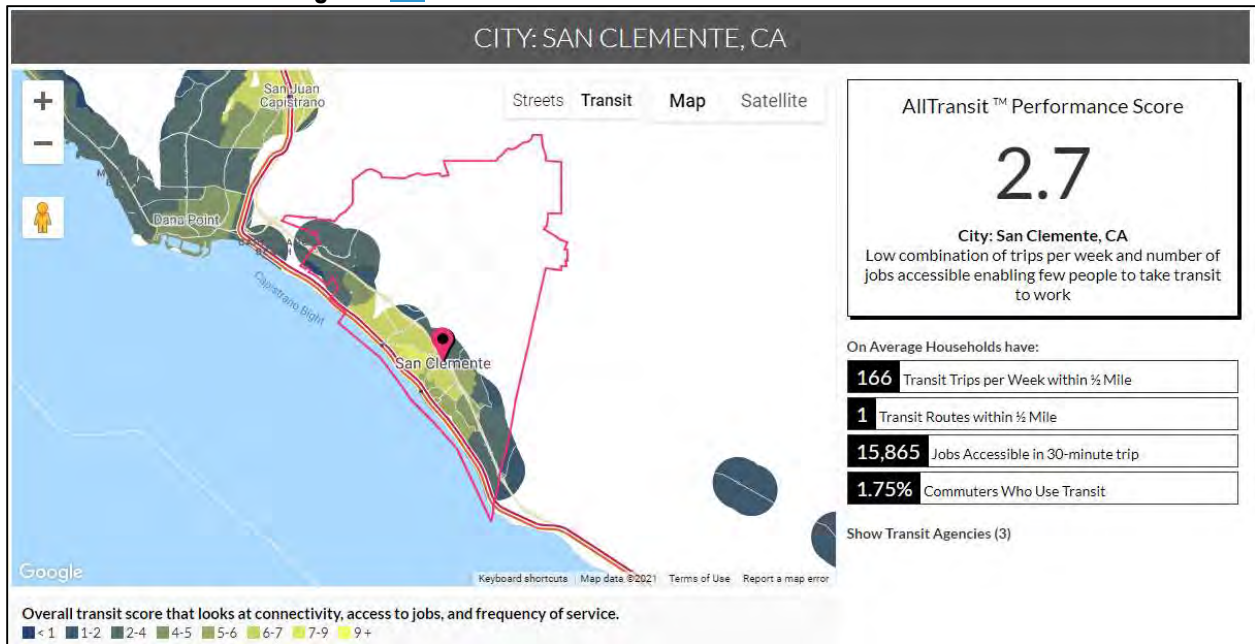 CITY: SAN CLEMENTE, CA
+
−
Streets Transit Map Satellite
San Juan
Capistrano
Dana Point
Capistrano Bight
San Clemente
Google
Keyboard shortcuts Map data ©2021 Terms of Use Report a map error
AllTransit ™ Performance Score
2.7
City: San Clemente, CA
Low combination of trips per week and number of
jobs accessible enabling few people to take transit
to work
On Average Households have:
166 Transit Trips per Week within ½ Mile
1 Transit Routes within ½ Mile
15,865 Jobs Accessible in 30-minute trip
1.75% Commuters Who Use Transit
Show Transit Agencies (3)
Overall transit score that looks at connectivity, access to jobs, and frequency of service.
< 1 1-2 2-4 4-5 5-6 6-7 7-9 9 +